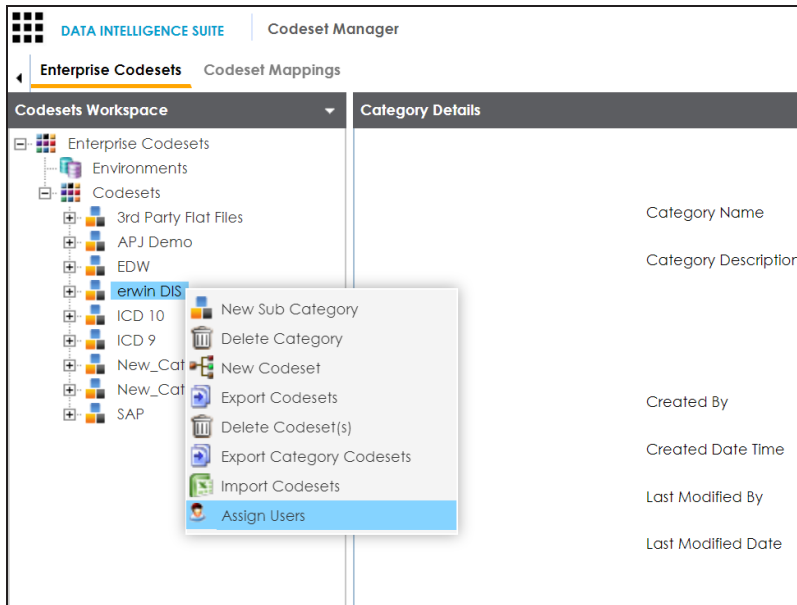 DATA INTELLIGENCE SUITE Codeset Manager
Enterprise Codesets Codeset Mappings
Codesets Workspace
Enterprise Codesets
Environments
Codesets
3rd Party Flat Files
APJ Demo
EDW
erwin DIS
ICD 10
ICD 9
New_Cat
New_Cat
SAP
New Sub Category
Delete Category
New Codeset
Export Codesets
Delete Codeset(s)
Export Category Codesets
Import Codesets
Assign Users
Category Details
Category Name
Category Description
Created By
Created Date Time
Last Modified By
Last Modified Date